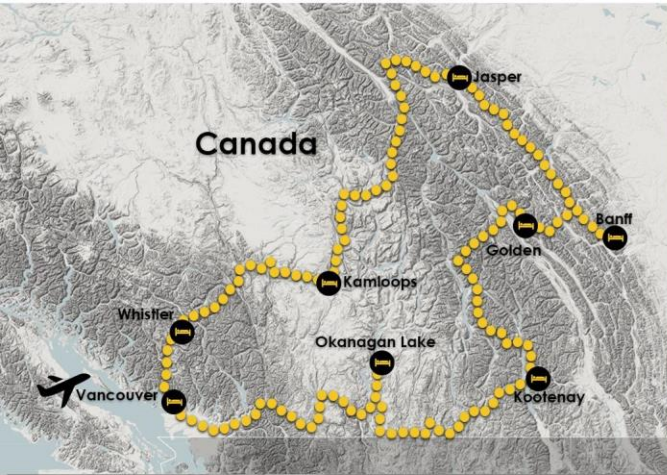 Jasper
Canada
Banff
Golden
Kamloops
Whistler
Okanagan Lake
Vancouver
Kootenay